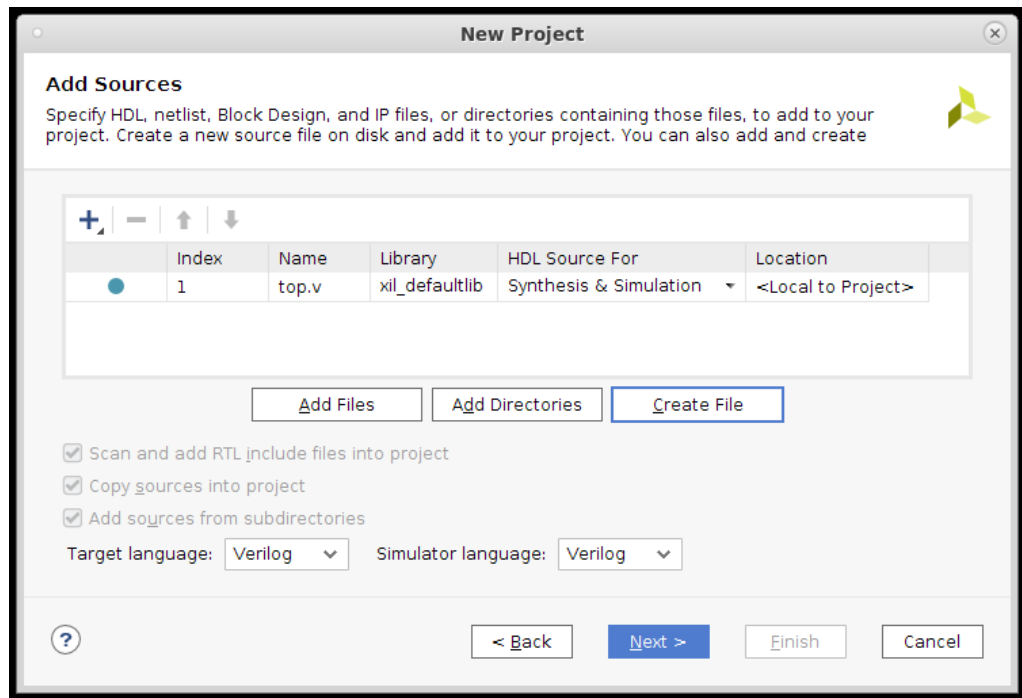 New Project
Add Sources
Specify HDL, netlist, Block Design, and IP files, or directories containing those files, to add to your
project. Create a new source file on disk and add it to your project. You can also add and create
Index Name Library HDL Source For Location
1 top.v xil_defaultlib Synthesis & Simulation <Local to Project>
Add Files Add Directories Create File
Scan and add RTL include files into project
Copy sources into project
Add sources from subdirectories
Target language: Verilog Simulator language: Verilog
? < Back Next > Finish Cancel